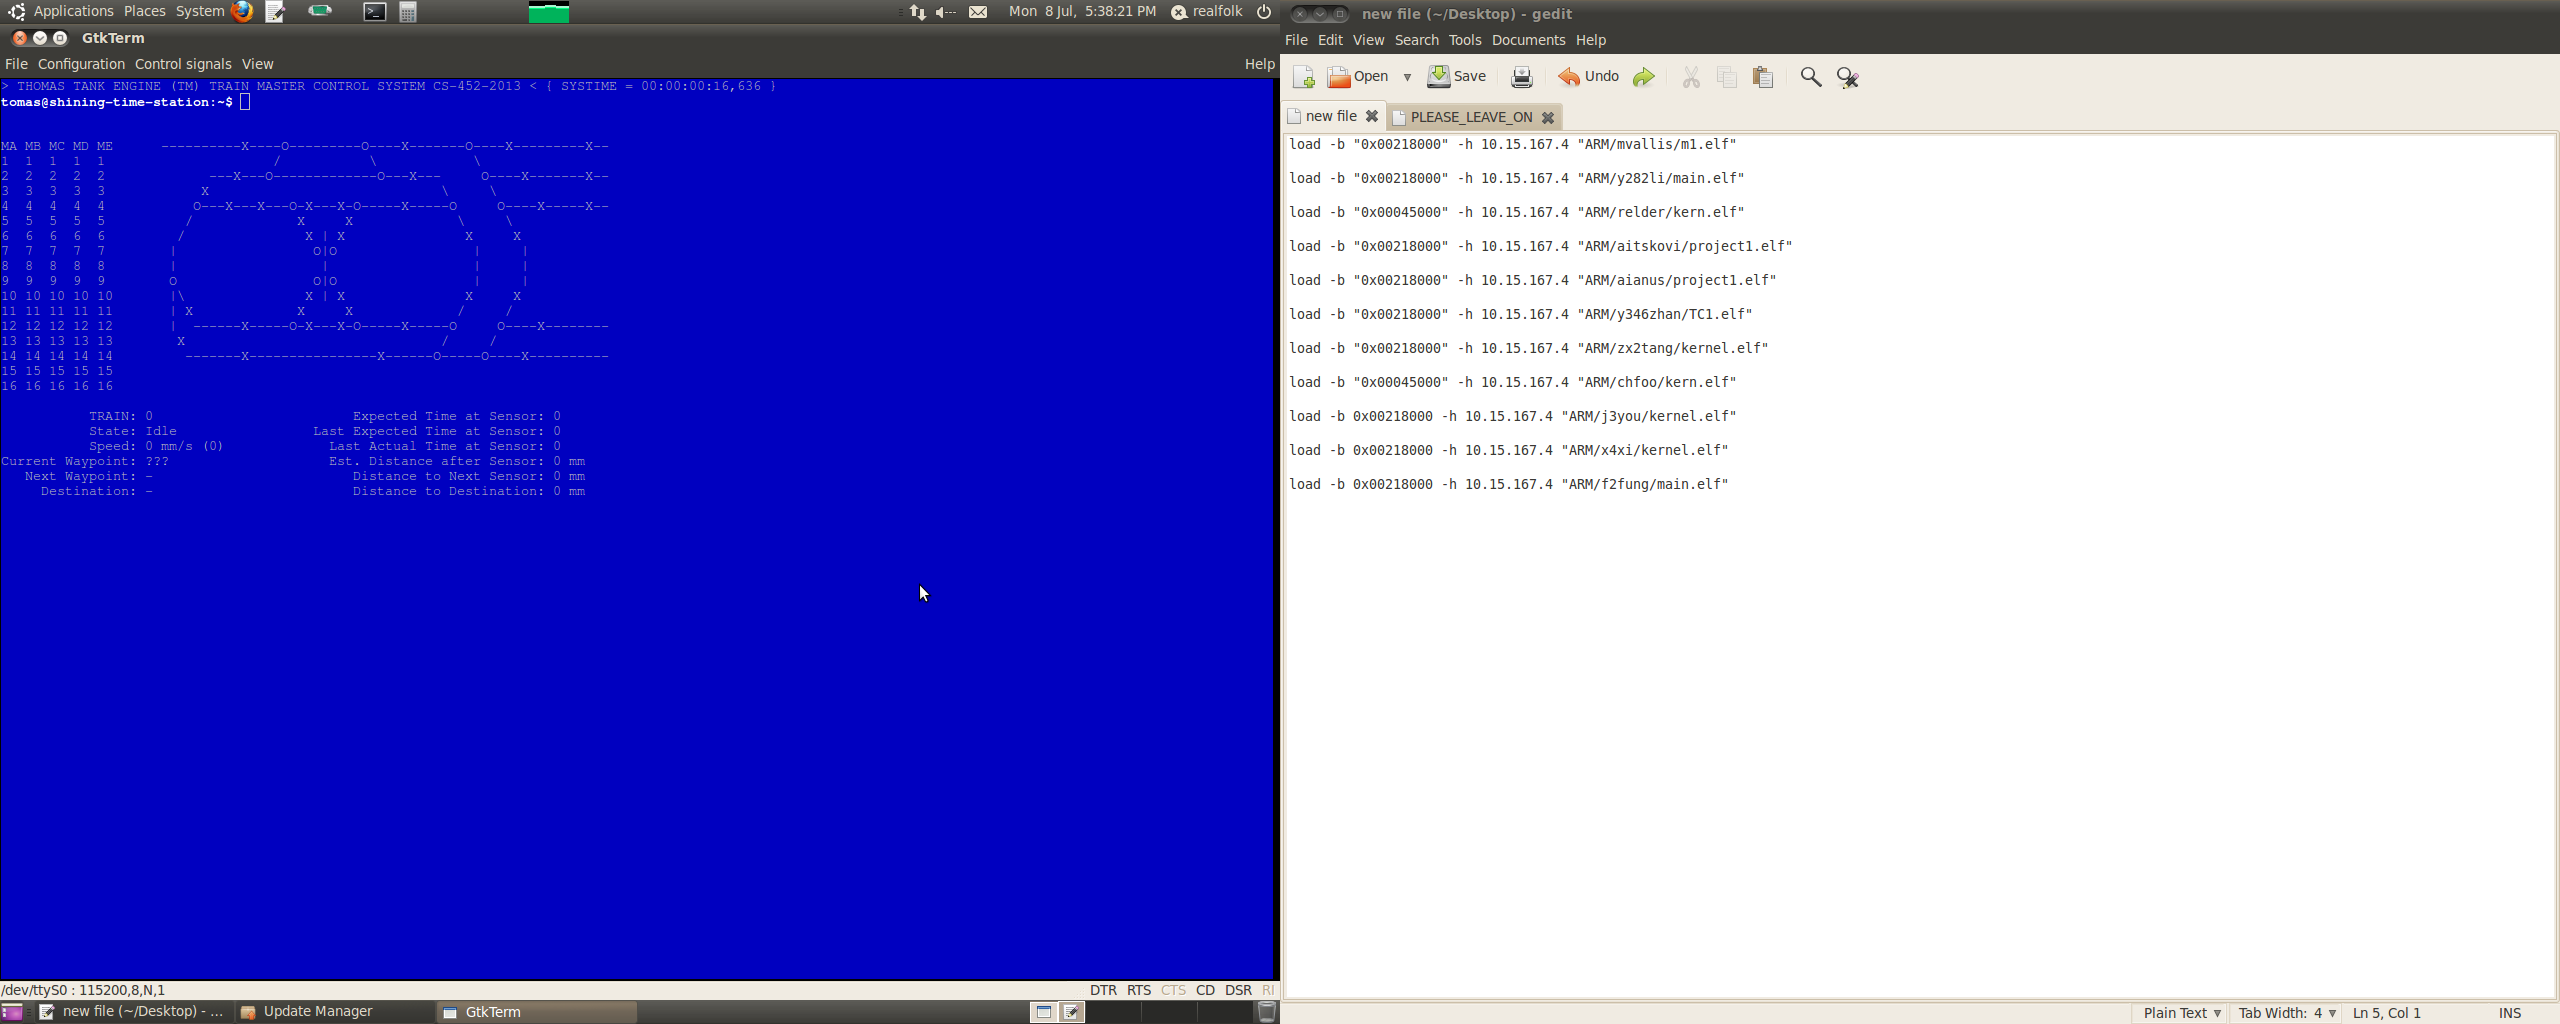 Applications Places System Mon 8 Jul, 5:38:21 PM realfolk
GtkTerm
File Configuration Control signals View Help
> THOMAS TANK ENGINE (TM) TRAIN MASTER CONTROL SYSTEM CS-452-2013 < { SYSTIME = 00:00:00:16,636 }
tomas@shining-time-station:~$
MA MB MC MD ME ----------X----O---------O----X-------O----X---------X--
1 1 1 1 1 / \ \
2 2 2 2 2 ---X---O-------------O---X--- O----X-------X--
3 3 3 3 3 X \ \
4 4 4 4 4 O---X---X---O-X---X-O-----X-----O O----X-----X--
5 5 5 5 5 / X X \ \
6 6 6 6 6 / X | X X X
7 7 7 7 7 | O|O | |
8 8 8 8 8 | | | |
9 9 9 9 9 O O|O | |
10 10 10 10 10 |\ X | X X X
11 11 11 11 11 | X X X / /
12 12 12 12 12 | ------X-----O-X---X-O-----X-----O O----X--------
13 13 13 13 13 X / /
14 14 14 14 14 -------X----------------X------O-----O----X----------
15 15 15 15 15
16 16 16 16 16
TRAIN: 0 Expected Time at Sensor: 0
State: Idle Last Expected Time at Sensor: 0
Speed: 0 mm/s (0) Last Actual Time at Sensor: 0
Current Waypoint: ??? Est. Distance after Sensor: 0 mm
Next Waypoint: - Distance to Next Sensor: 0 mm
Destination: - Distance to Destination: 0 mm
/dev/ttyS0 : 115200,8,N,1 DTR RTS CTS CD DSR RI
new file (~/Desktop) - ... Update Manager GtkTerm
new file (~/Desktop) - gedit
File Edit View Search Tools Documents Help
Open Save Undo
new file PLEASE_LEAVE_ON
load -b "0x00218000" -h 10.15.167.4 "ARM/mvallis/m1.elf"
load -b "0x00218000" -h 10.15.167.4 "ARM/y282li/main.elf"
load -b "0x00045000" -h 10.15.167.4 "ARM/relder/kern.elf"
load -b "0x00218000" -h 10.15.167.4 "ARM/aitskovi/project1.elf"
load -b "0x00218000" -h 10.15.167.4 "ARM/aianus/project1.elf"
load -b "0x00218000" -h 10.15.167.4 "ARM/y346zhan/TC1.elf"
load -b "0x00218000" -h 10.15.167.4 "ARM/zx2tang/kernel.elf"
load -b "0x00045000" -h 10.15.167.4 "ARM/chfoo/kern.elf"
load -b 0x00218000 -h 10.15.167.4 "ARM/j3you/kernel.elf"
load -b 0x00218000 -h 10.15.167.4 "ARM/x4xi/kernel.elf"
load -b 0x00218000 -h 10.15.167.4 "ARM/f2fung/main.elf"
Plain Text Tab Width: 4 Ln 5, Col 1 INS